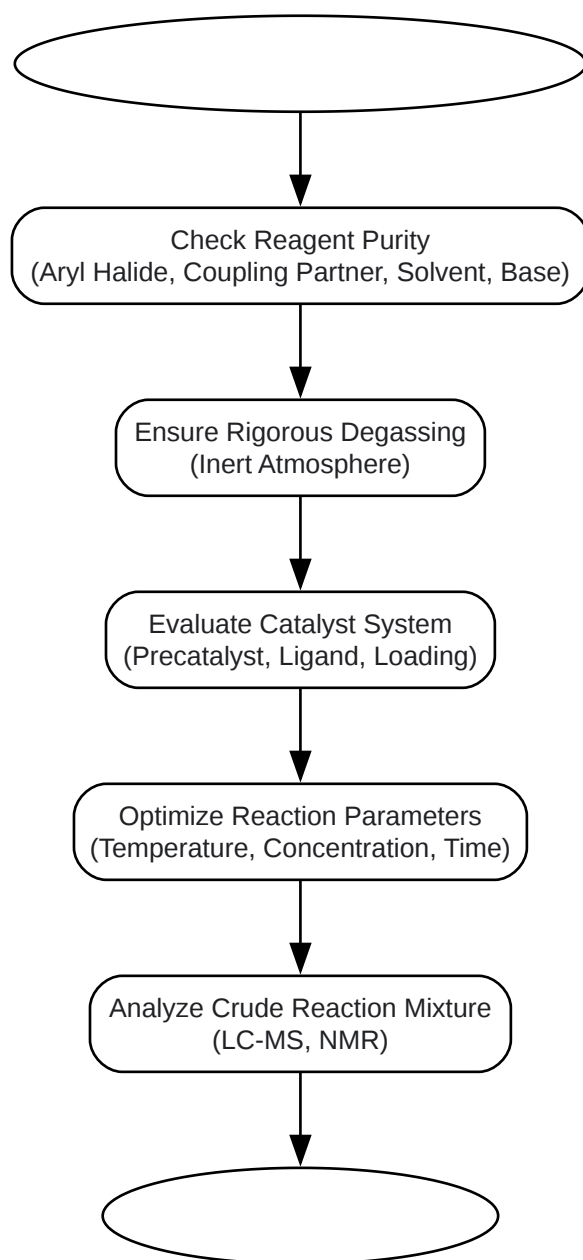 Check Reagent Purity
(Aryl Halide, Coupling Partner, Solvent, Base)
Ensure Rigorous Degassing
(Inert Atmosphere)
Evaluate Catalyst System
(Precatalyst, Ligand, Loading)
Optimize Reaction Parameters
(Temperature, Concentration, Time)
Analyze Crude Reaction Mixture
(LC-MS, NMR)